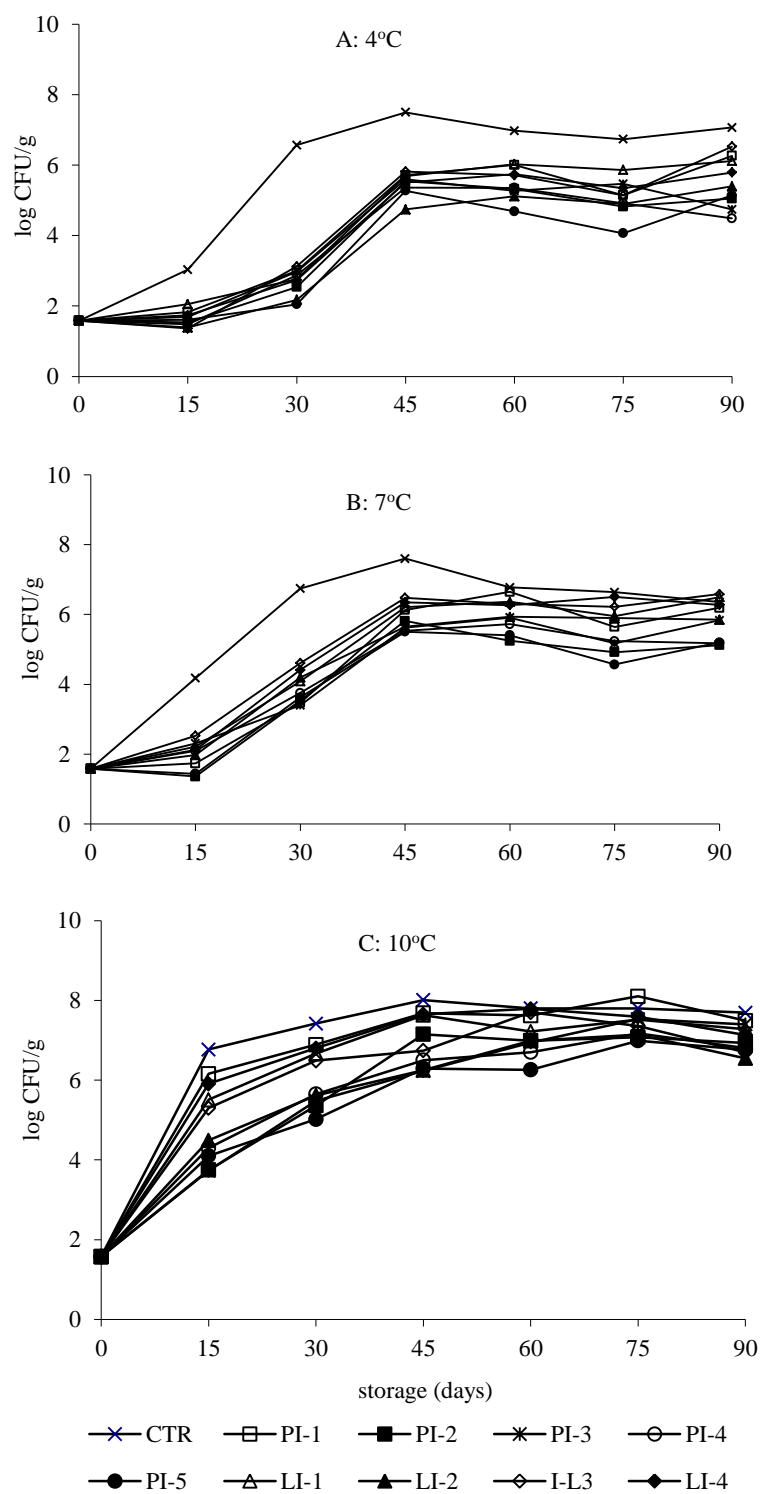 A: 4°C
log CFU/g
10
8
6
4
2
0
0 15 30 45 60 75 90
B: 7°C
log CFU/g
10
8
6
4
2
0
0 15 30 45 60 75 90
C: 10°C
log CFU/g
10
8
6
4
2
0
0 15 30 45 60 75 90
storage (days)
CTR PI-1 PI-2 PI-3 PI-4
PI-5 LI-1 LI-2 I-L3 LI-4